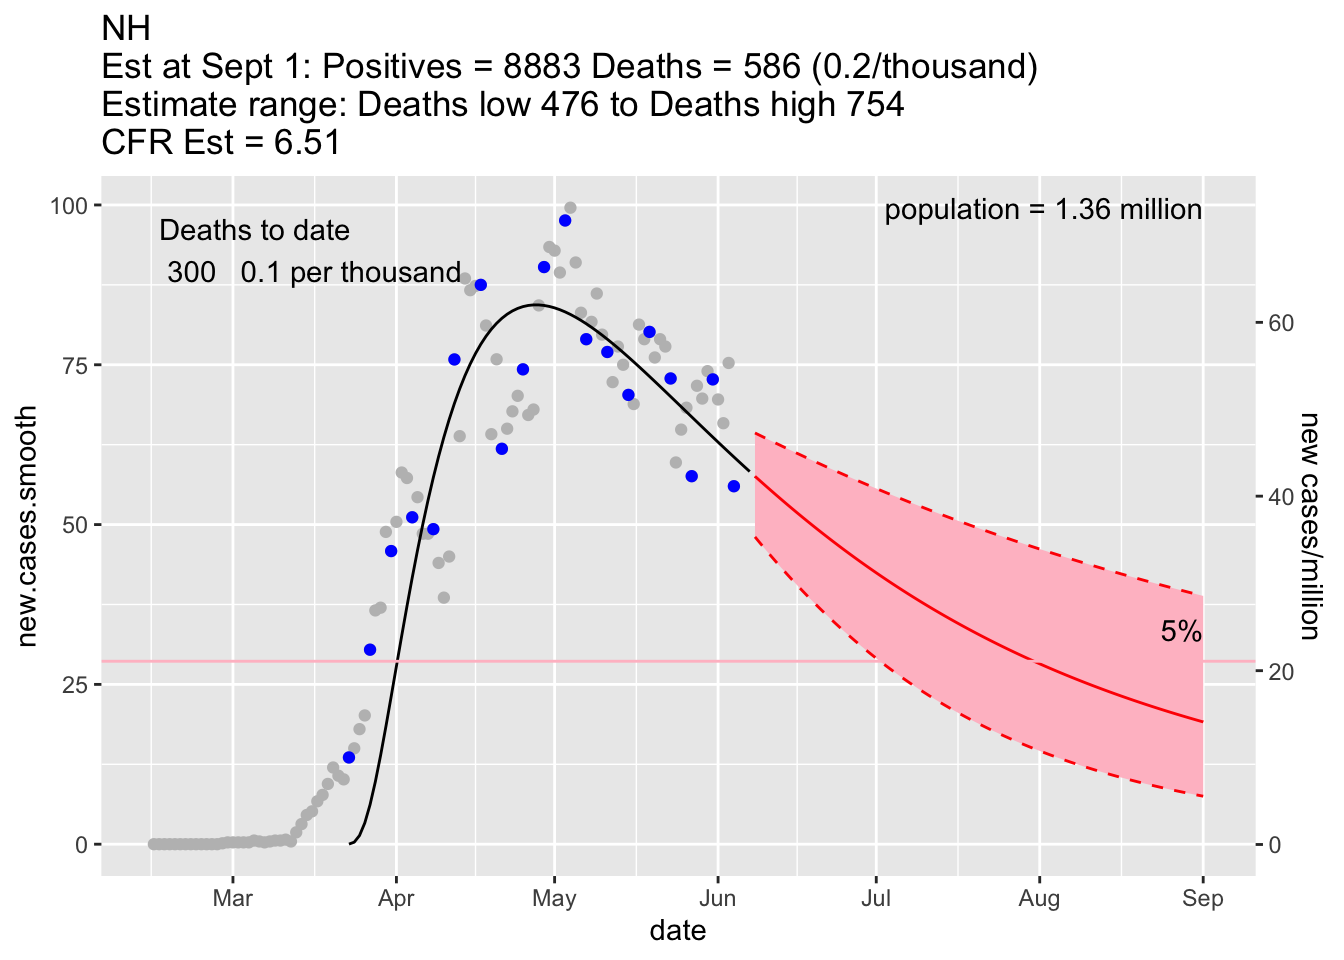 NH
Est at Sept 1: Positives = 8883 Deaths = 586 (0.2/thousand)
Estimate range: Deaths low 476 to Deaths high 754
CFR Est = 6.51
Deaths to date
300 0.1 per thousand
population = 1.36 million
5%
100
75
50
25
0
new.cases.smooth
60
40
20
0
new cases/million
Mar Apr May Jun Jul Aug Sep
date